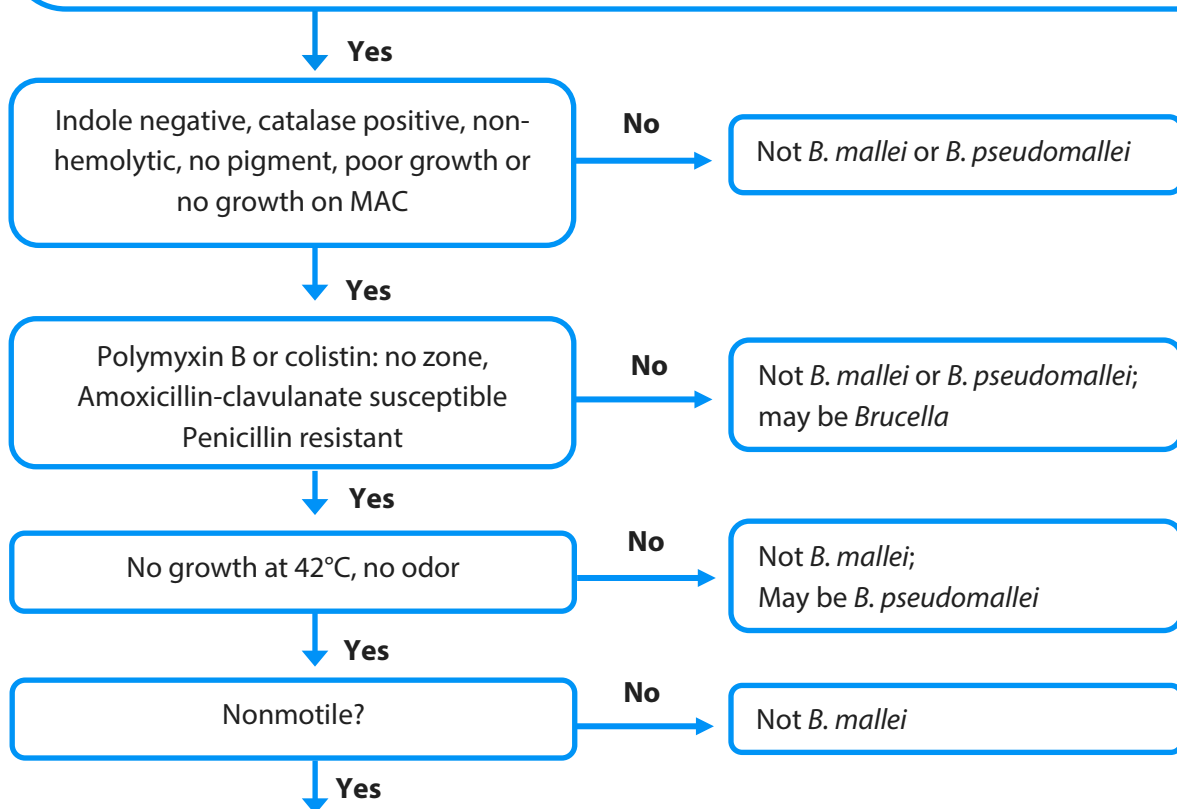 Yes
Indole negative, catalase positive, non-
hemolytic, no pigment, poor growth or
no growth on MAC
No
Not B. mallei or B. pseudomallei
Yes
Polymyxin B or colistin: no zone,
Amoxicillin-clavulanate susceptible
Penicillin resistant
No
Not B. mallei or B. pseudomallei;
may be Brucella
Yes
No growth at 42°C, no odor
No
Not B. mallei;
May be B. pseudomallei
Yes
Nonmotile?
No
Not B. mallei
Yes